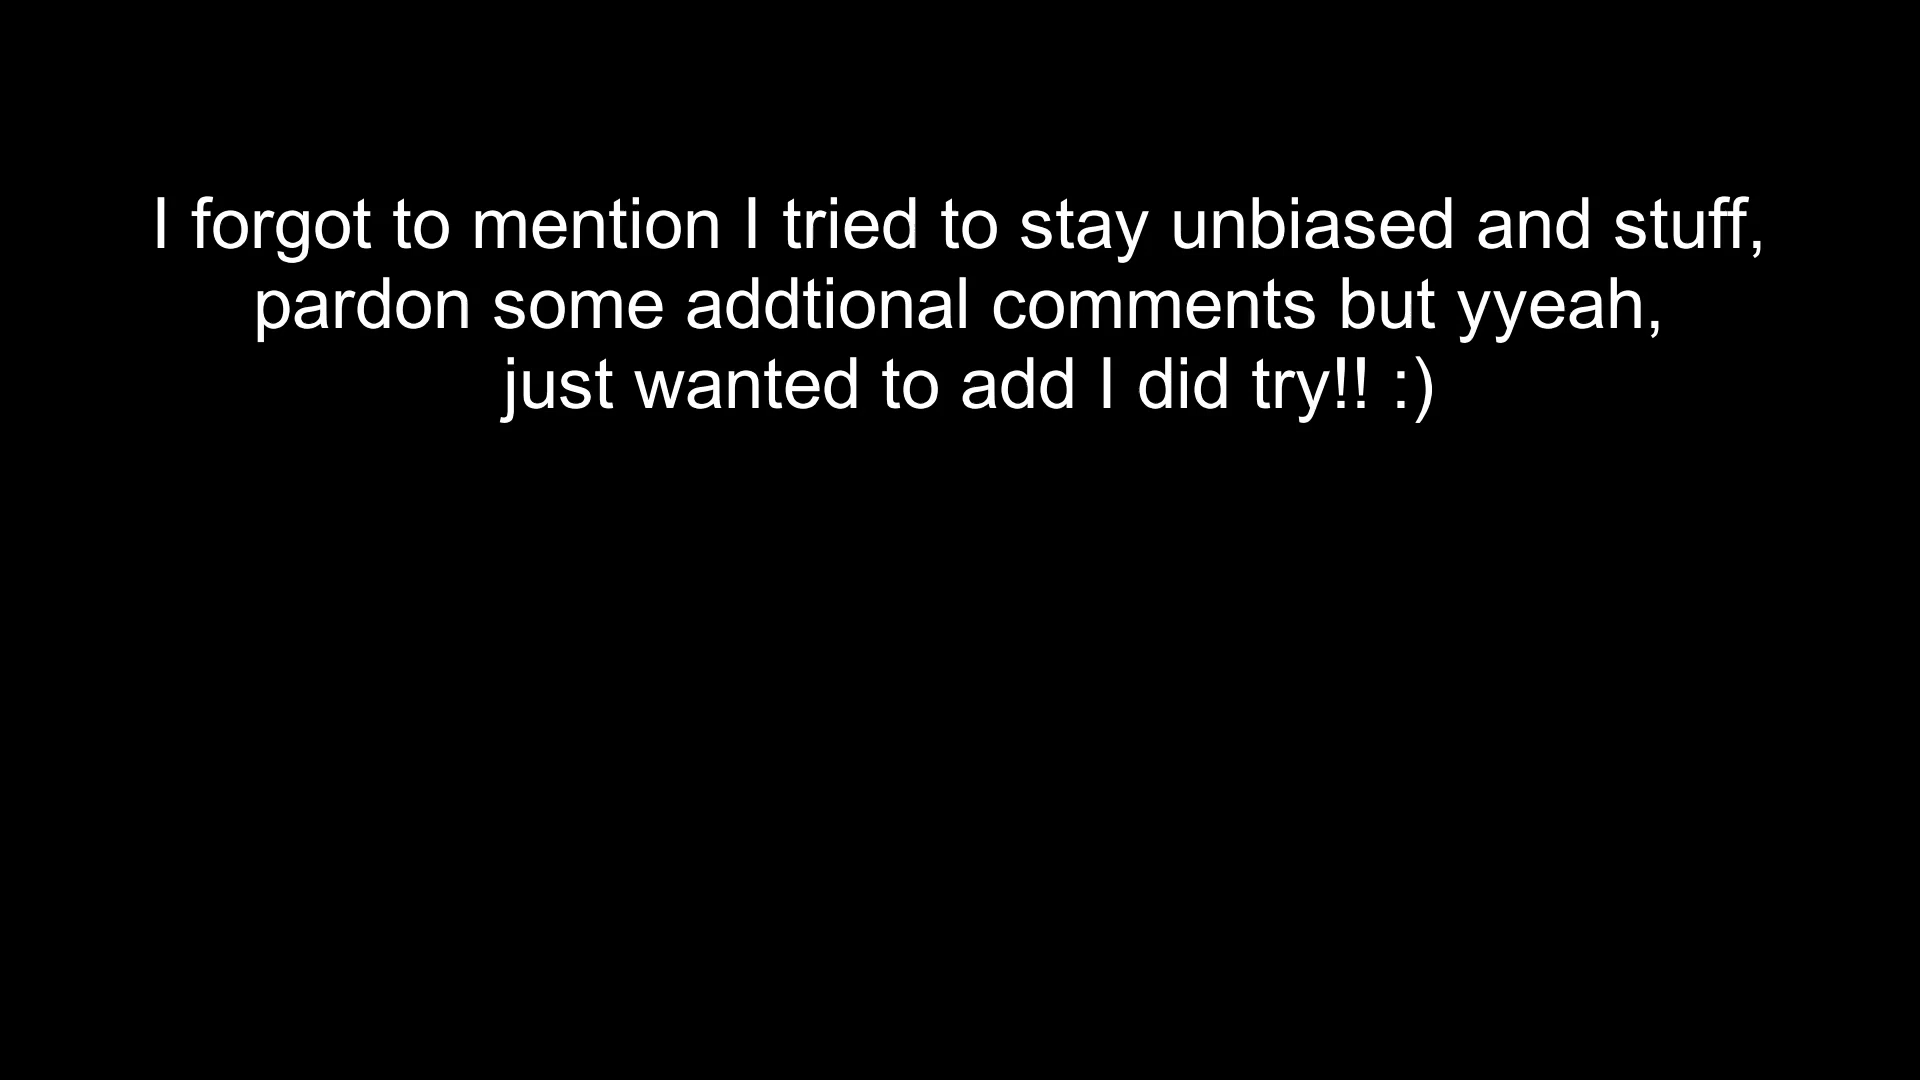 I forgot to mention I tried to stay unbiased and stuff,
pardon some addtional comments but yyeah,
just wanted to add I did try!! :)